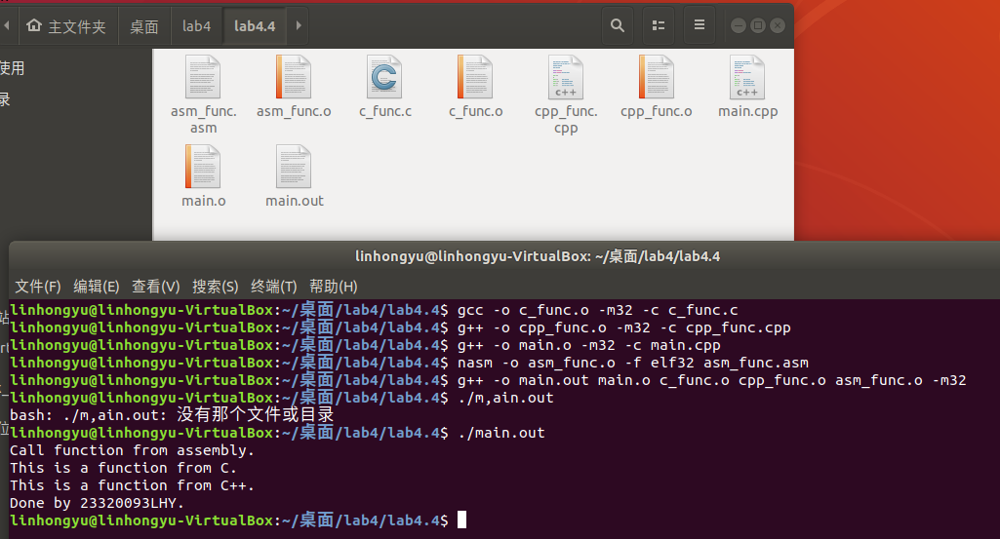 主文件夹 桌面 lab4 lab4.4
使用
录
asm_func.
asm
asm_func.o
c_func.c
c_func.o
cpp_func.
cpp
cpp_func.o
main.cpp
main.o
main.out
linhongyu@linhongyu-VirtualBox: ~/桌面/lab4/lab4.4
文件(F) 编辑(E) 查看(V) 搜索(S) 终端(T) 帮助(H)
linhongyu@linhongyu-VirtualBox:~/桌面/lab4/lab4.4$ gcc -o c_func.o -m32 -c c_func.c
linhongyu@linhongyu-VirtualBox:~/桌面/lab4/lab4.4$ g++ -o cpp_func.o -m32 -c cpp_func.cpp
linhongyu@linhongyu-VirtualBox:~/桌面/lab4/lab4.4$ g++ -o main.o -m32 -c main.cpp
linhongyu@linhongyu-VirtualBox:~/桌面/lab4/lab4.4$ nasm -o asm_func.o -f elf32 asm_func.asm
linhongyu@linhongyu-VirtualBox:~/桌面/lab4/lab4.4$ g++ -o main.out main.o c_func.o cpp_func.o asm_func.o -m32
linhongyu@linhongyu-VirtualBox:~/桌面/lab4/lab4.4$ ./m,ain.out
bash: ./m,ain.out: 没有那个文件或目录
linhongyu@linhongyu-VirtualBox:~/桌面/lab4/lab4.4$ ./main.out
Call function from assembly.
This is a function from C.
This is a function from C++.
Done by 23320093LHY.
linhongyu@linhongyu-VirtualBox:~/桌面/lab4/lab4.4$